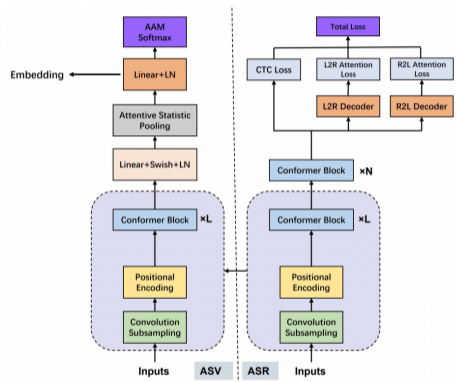 AAM
Softmax
Embedding
Linear+LN
Attentive Statistic
Pooling
Linear+Swish+LN
Conformer Block
×L
Positional
Encoding
Convolution
Subsampling
Inputs
ASV
Total Loss
CTC Loss
L2R Attention
Loss
R2L Attention
Loss
L2R Decoder
R2L Decoder
Conformer Block
×N
Conformer Block
×L
Positional
Encoding
Convolution
Subsampling
ASR
Inputs